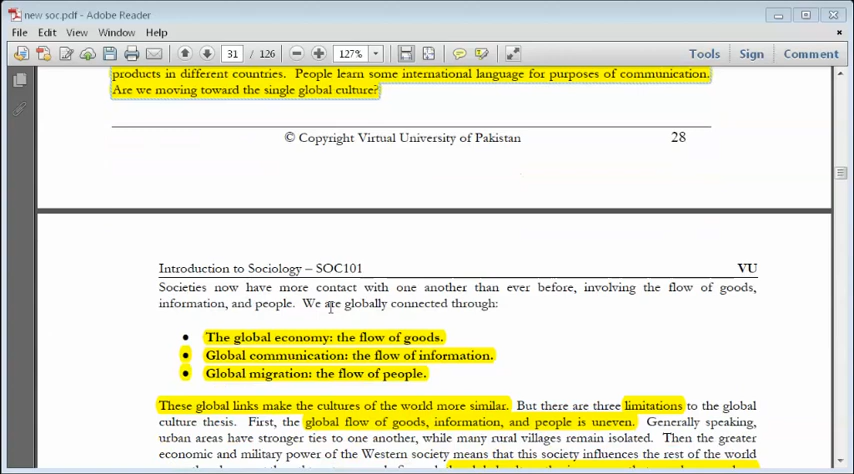 new soc.pdf - Adobe Reader
File Edit View Window Help
31 / 126 127% Tools Sign Comment
products in different countries. People learn some international language for purposes of communication.
Are we moving toward the single global culture?
© Copyright Virtual University of Pakistan 28
Introduction to Sociology – SOC101 VU
Societies now have more contact with one another than ever before, involving the flow of goods,
information, and people. We are globally connected through:
• The global economy: the flow of goods.
• Global communication: the flow of information.
• Global migration: the flow of people.
These global links make the cultures of the world more similar. But there are three limitations to the global
culture thesis. First, the global flow of goods, information, and people is uneven. Generally speaking,
urban areas have stronger ties to one another, while many rural villages remain isolated. Then the greater
economic and military power of the Western society means that this society influences the rest of the world